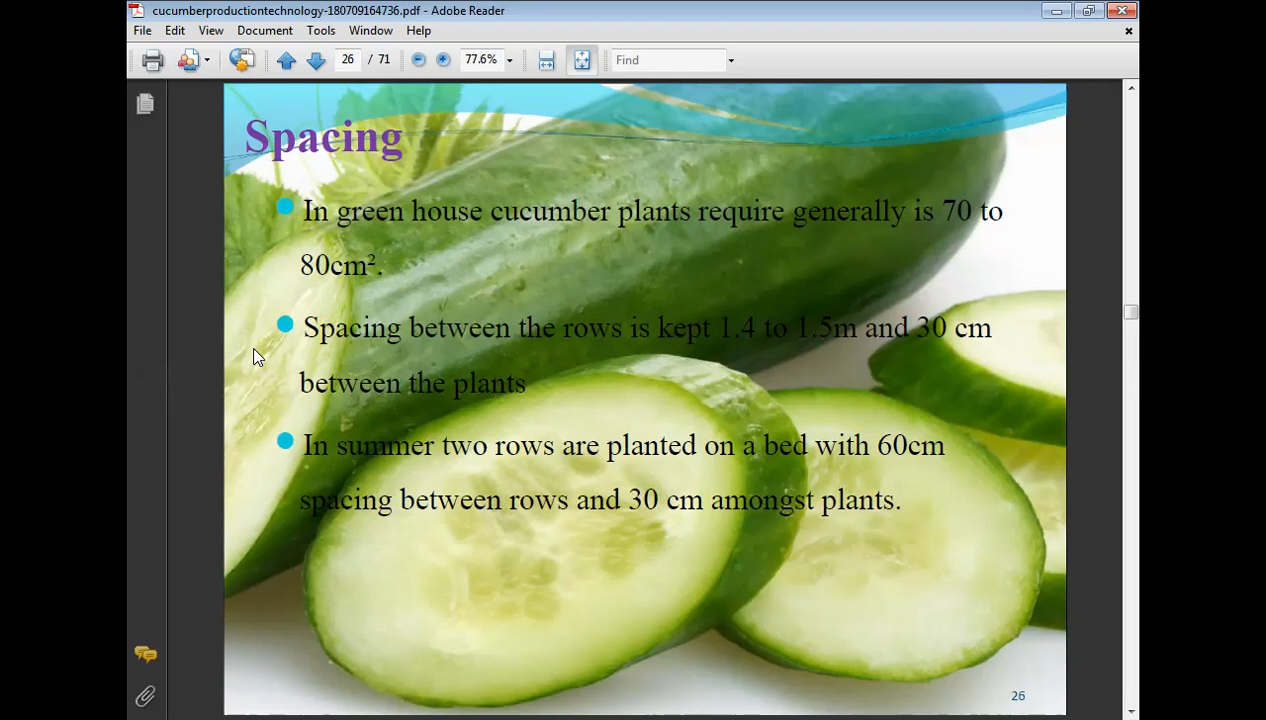 cucumberproductiontechnology-180709164736.pdf - Adobe Reader
File Edit View Document Tools Window Help
26 / 71 77.6% Find
Spacing
In green house cucumber plants require generally is 70 to
80cm².
Spacing between the rows is kept 1.4 to 1.5m and 30 cm
between the plants
In summer two rows are planted on a bed with 60cm
spacing between rows and 30 cm amongst plants.
26